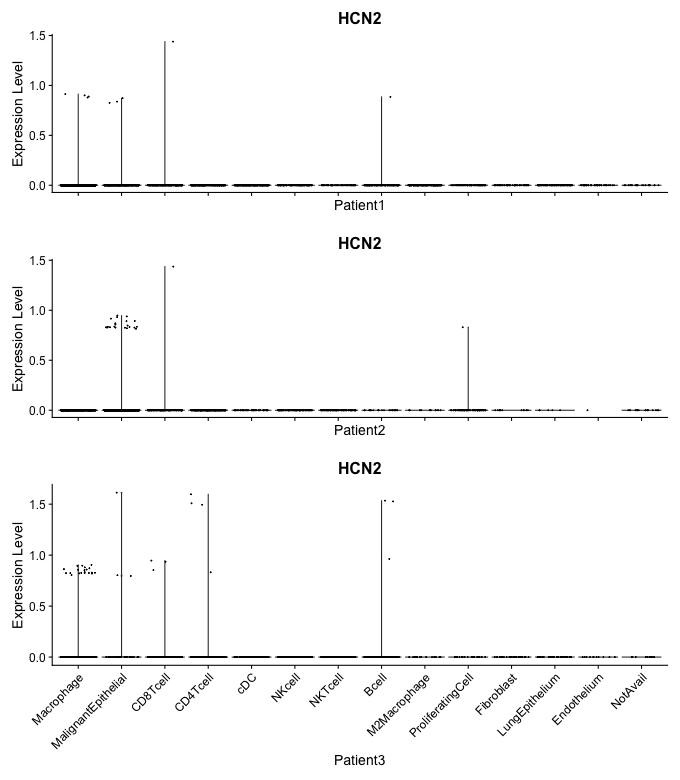 HCN2
Expression Level
1.5
1.0
0.5
0.0
Patient1
HCN2
Expression Level
1.5
1.0
0.5
0.0
Patient2
HCN2
Expression Level
1.5
1.0
0.5
0.0
Macrophage
MalignantEpithelial
CD8Tcell
CD4Tcell
cDC
NKcell
NKTcell
Bcell
M2Macrophage
ProliferatingCell
Fibroblast
LungEpithelium
Endothelium
NotAvail
Patient3